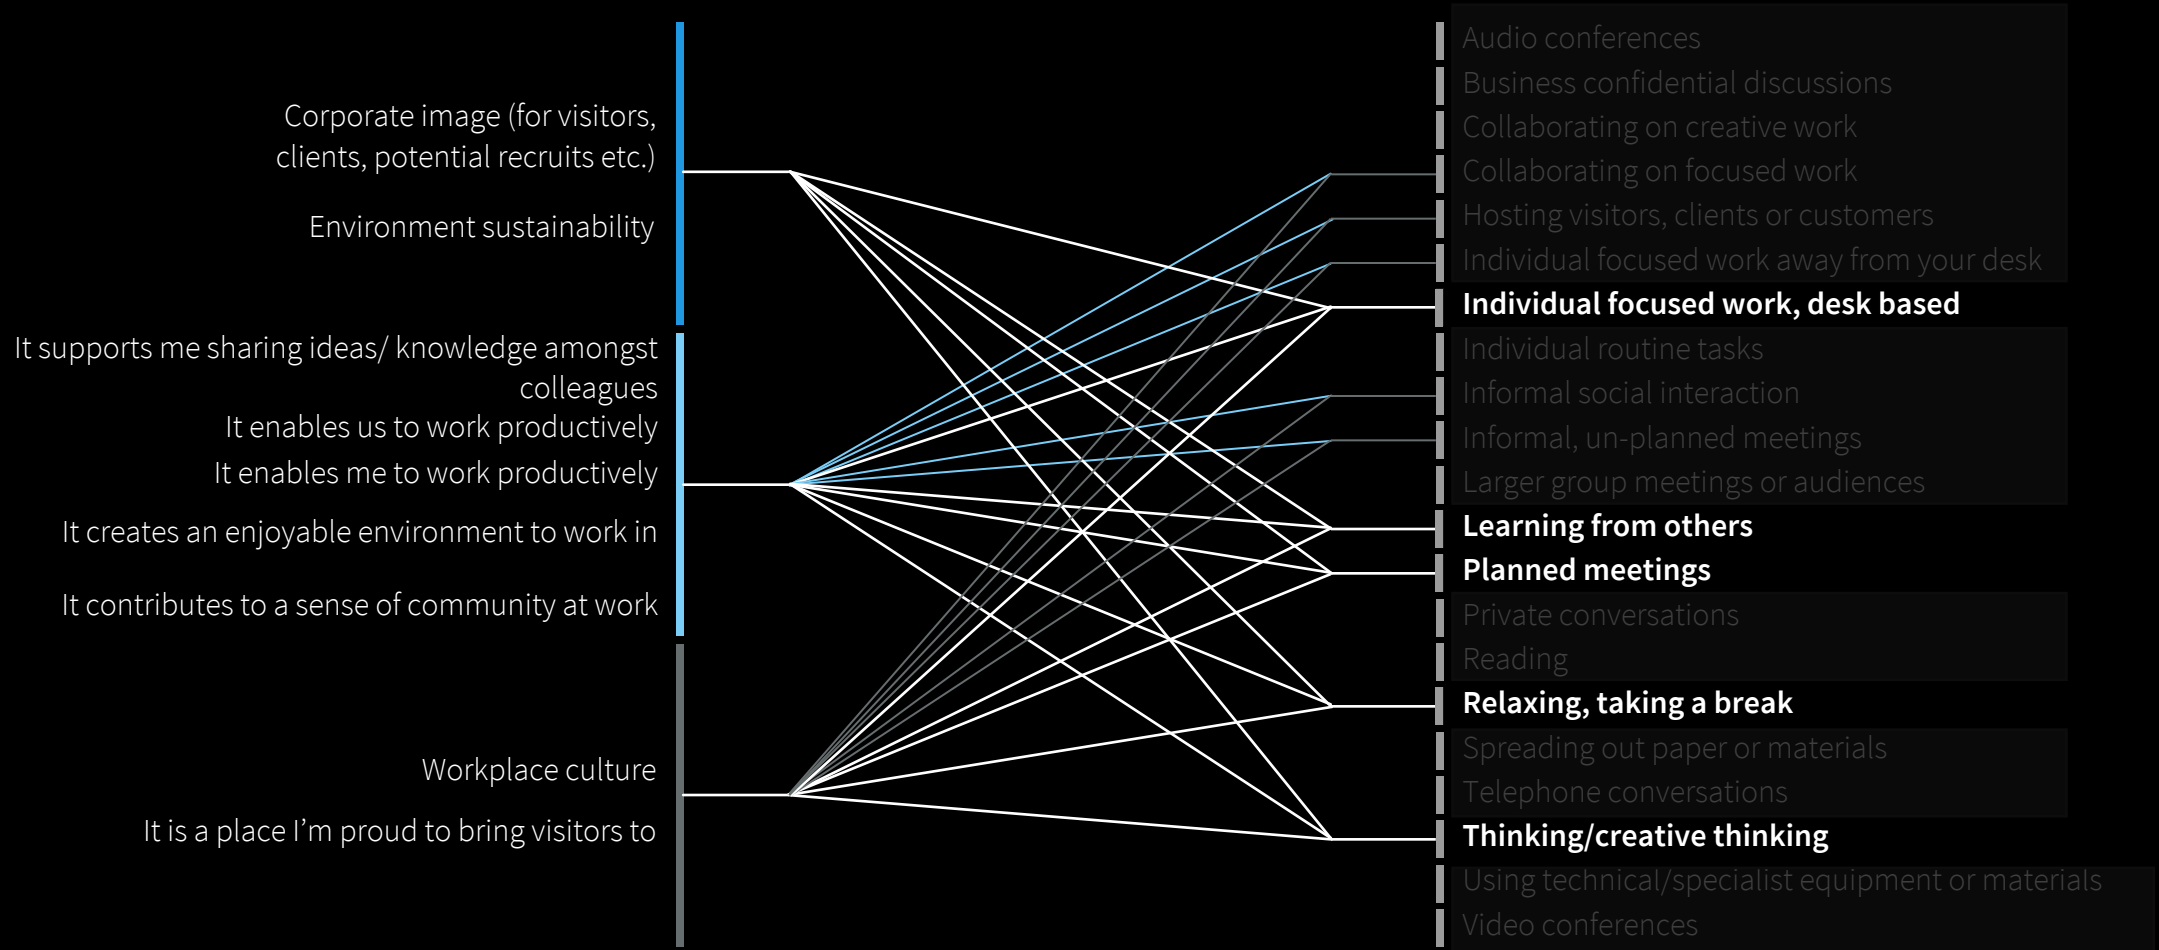 Corporate image (for visitors,
clients, potential recruits etc.)
Environment sustainability
It supports me sharing ideas/ knowledge amongst
colleagues
It enables us to work productively
It enables me to work productively
It creates an enjoyable environment to work in
It contributes to a sense of community at work
Workplace culture
It is a place I’m proud to bring visitors to
Audio conferences
Business confidential discussions
Collaborating on creative work
Collaborating on focused work
Hosting visitors, clients or customers
Individual focused work away from your desk
Individual focused work, desk based
Individual routine tasks
Informal social interaction
Informal, un-planned meetings
Larger group meetings or audiences
Learning from others
Planned meetings
Private conversations
Reading
Relaxing, taking a break
Spreading out paper or materials
Telephone conversations
Thinking/creative thinking
Using technical/specialist equipment or materials
Video conferences